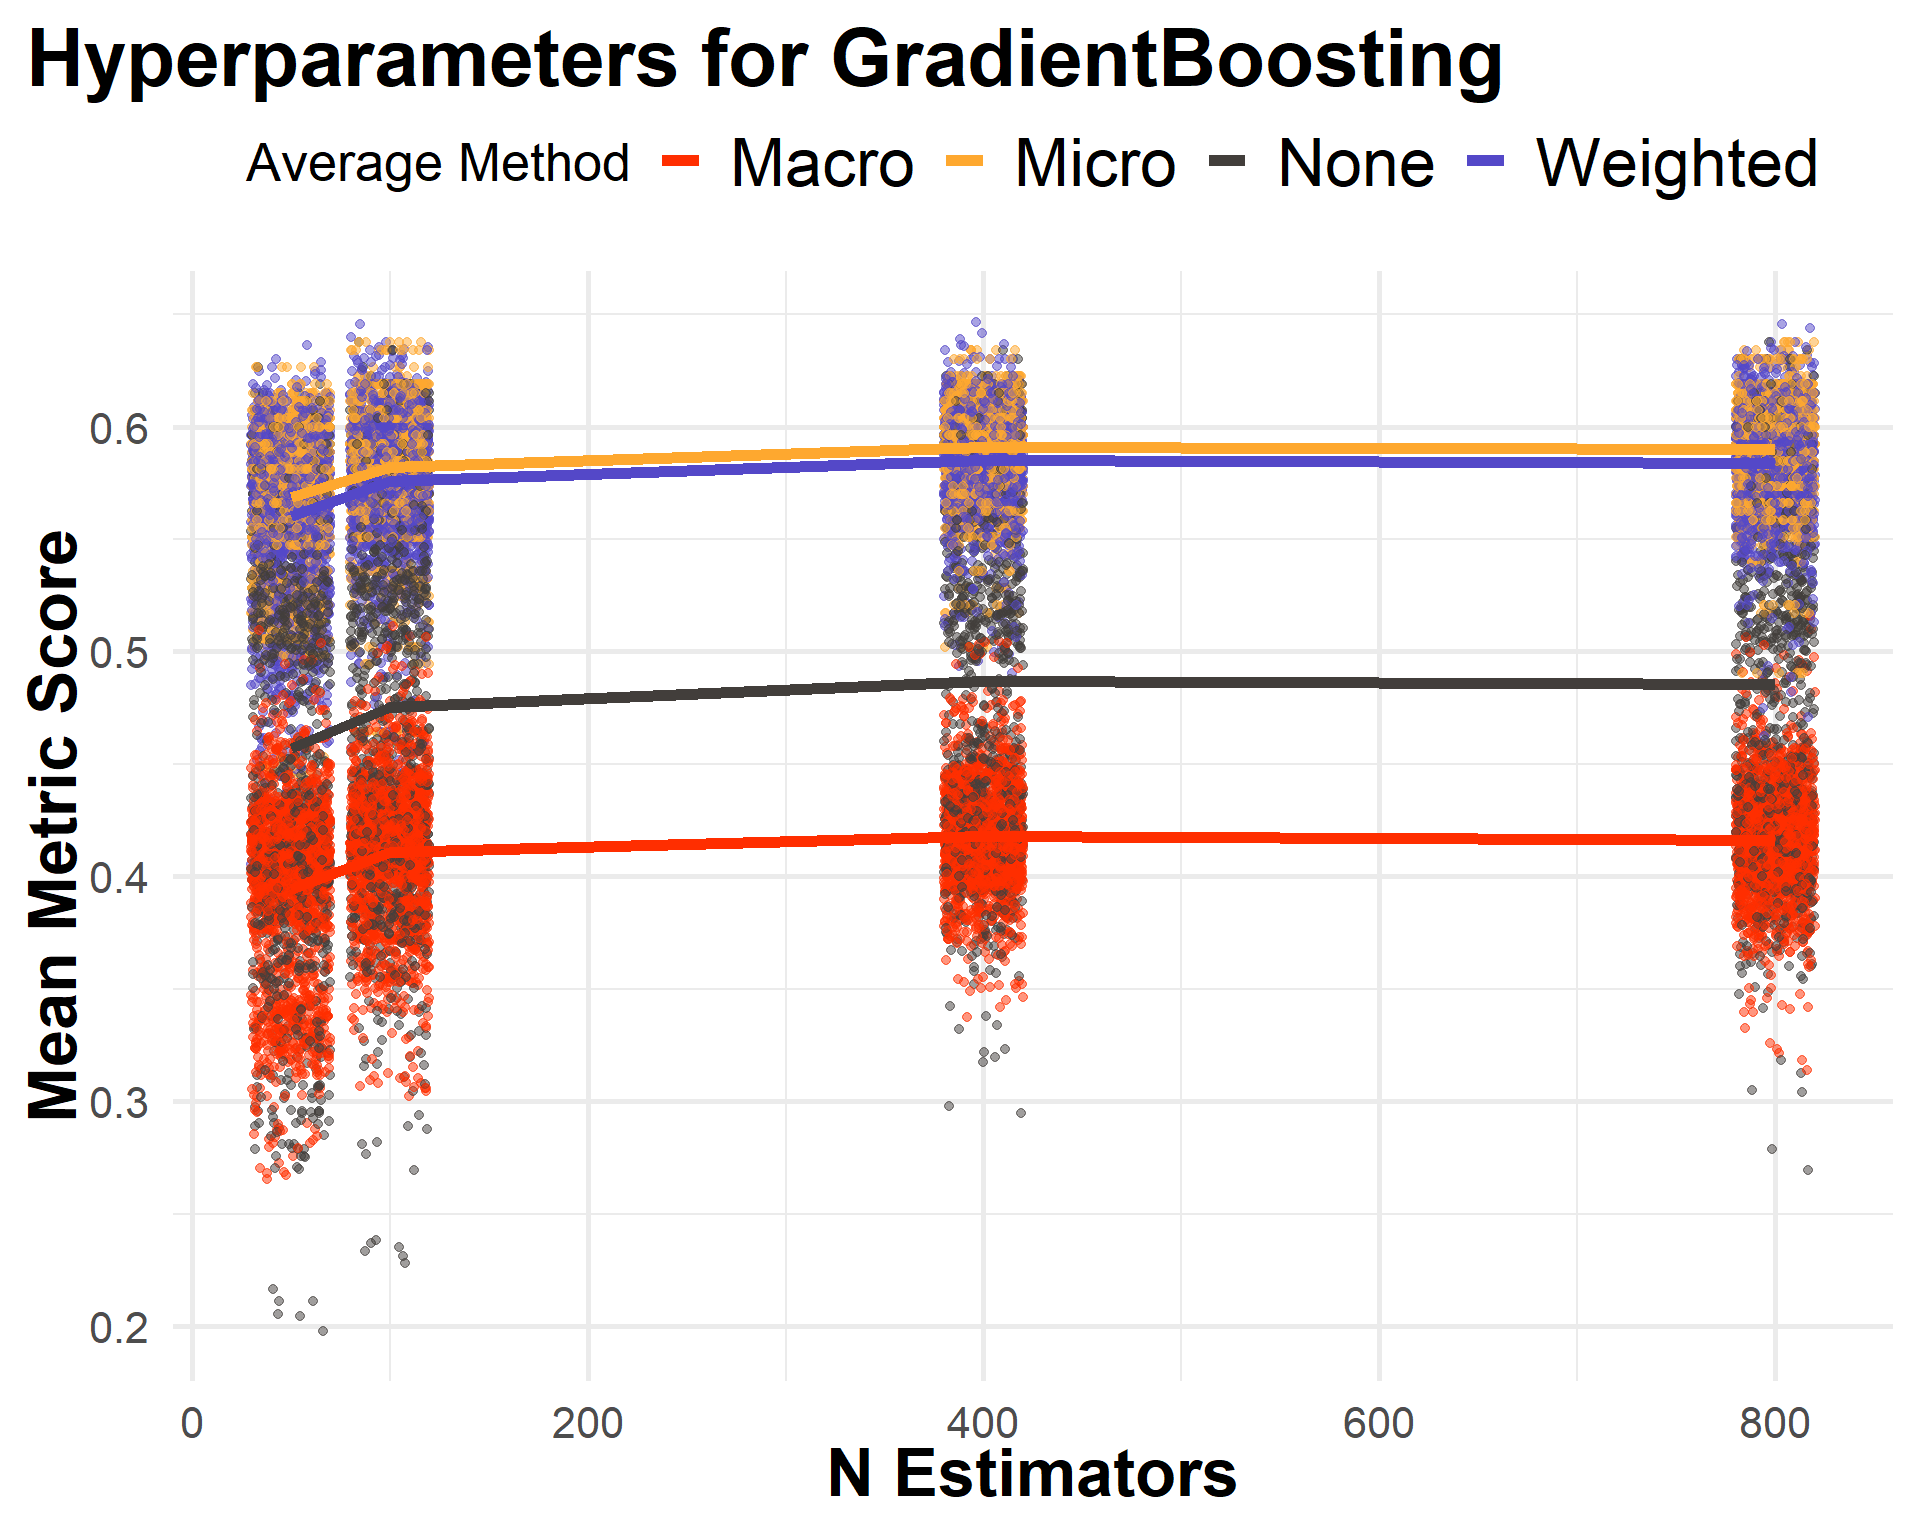 Hyperparameters for GradientBoosting
Average Method Macro Micro None Weighted
Mean Metric Score
0.6
0.5
0.4
0.3
0.2
0 200 400 600 800
N Estimators